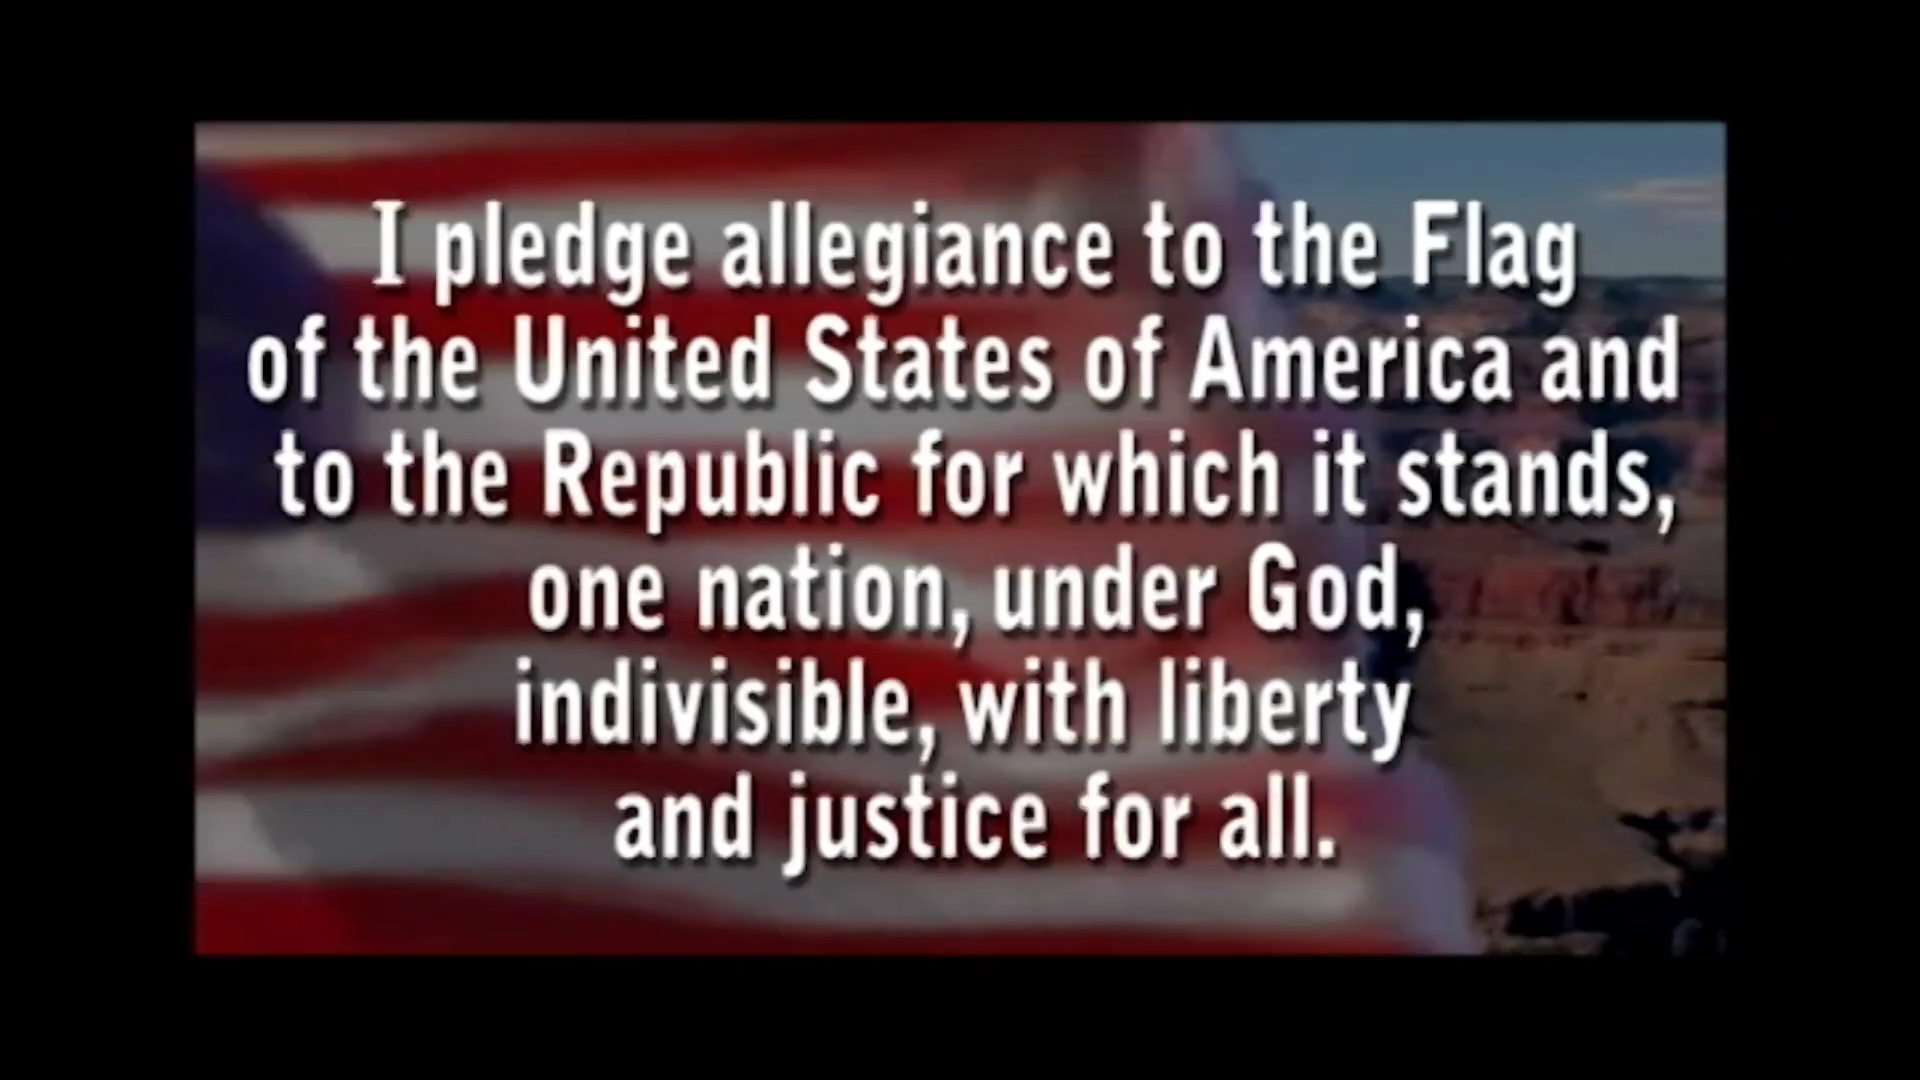 I pledge allegiance to the Flag
of the United States of America and
to the Republic for which it stands,
one nation, under God,
indivisible, with liberty
and justice for all.